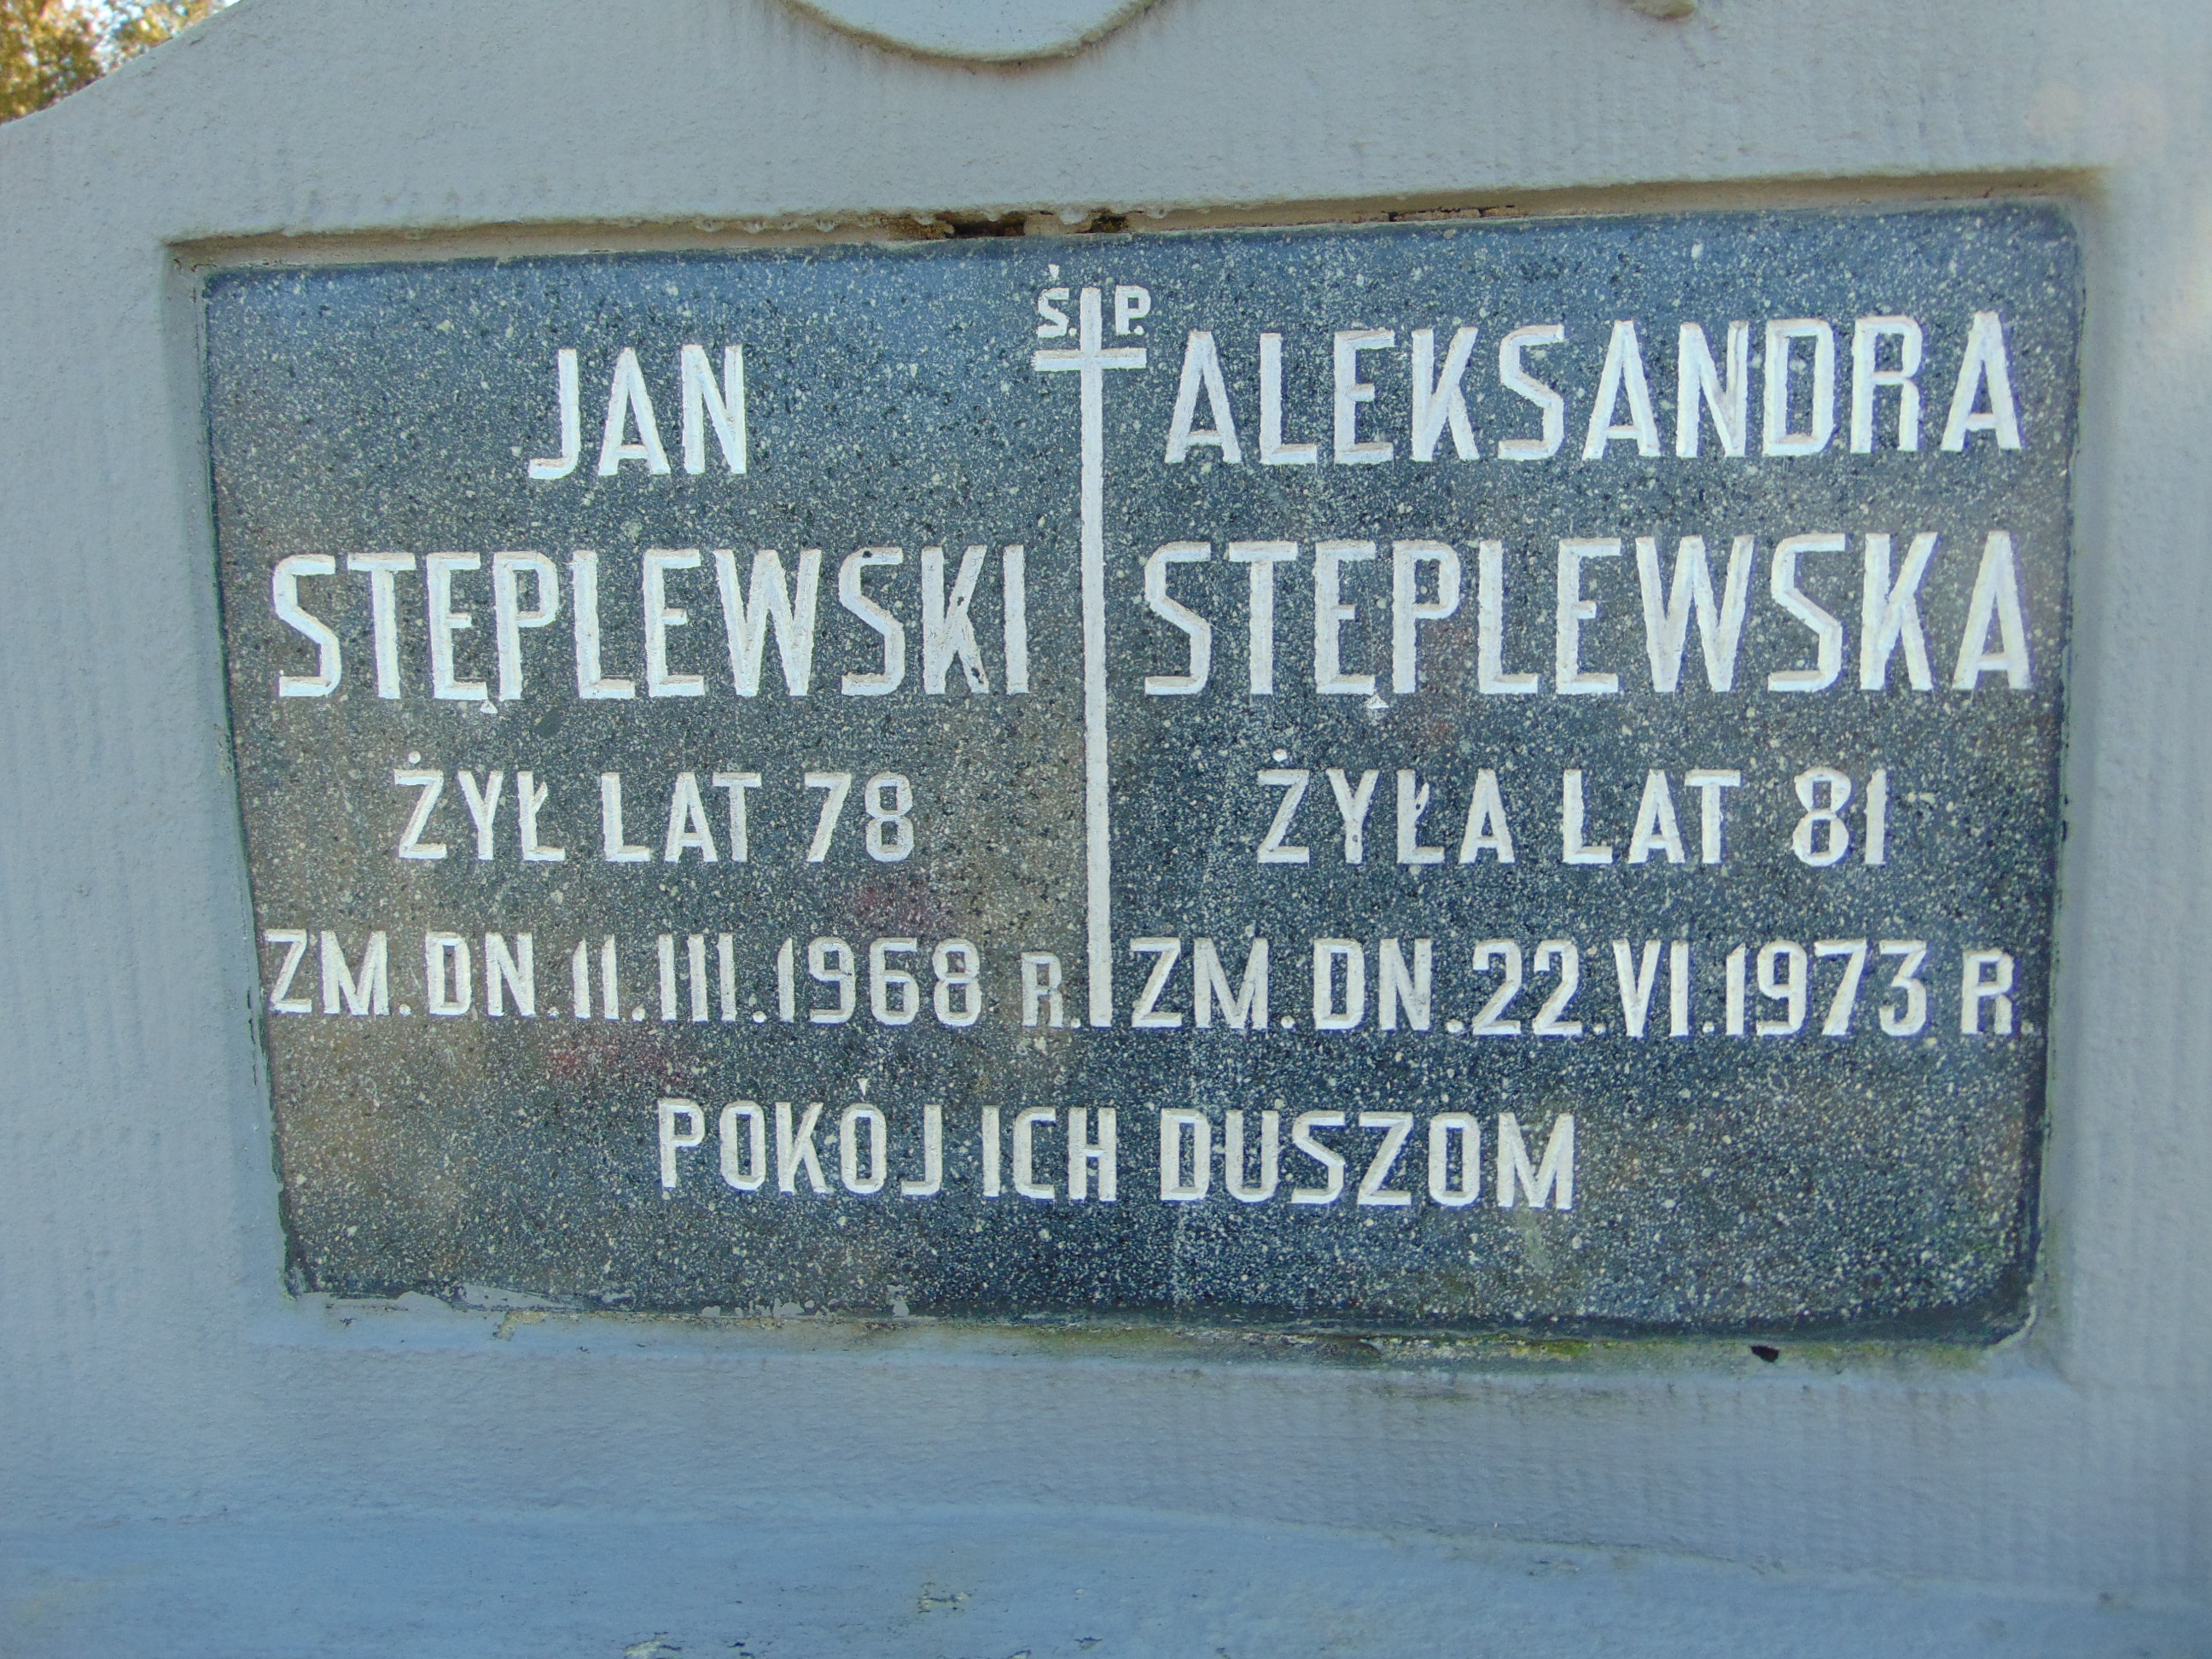 Ś. P.
JAN
STĘPLEWSKI
ŻYŁ LAT 78
ZM. DN. 11. III. 1968 R.
ALEKSANDRA
STĘPLEWSKA
ŻYŁA LAT 81
ZM. DN. 22. VI. 1973 R.
POKÓJ ICH DUSZOM